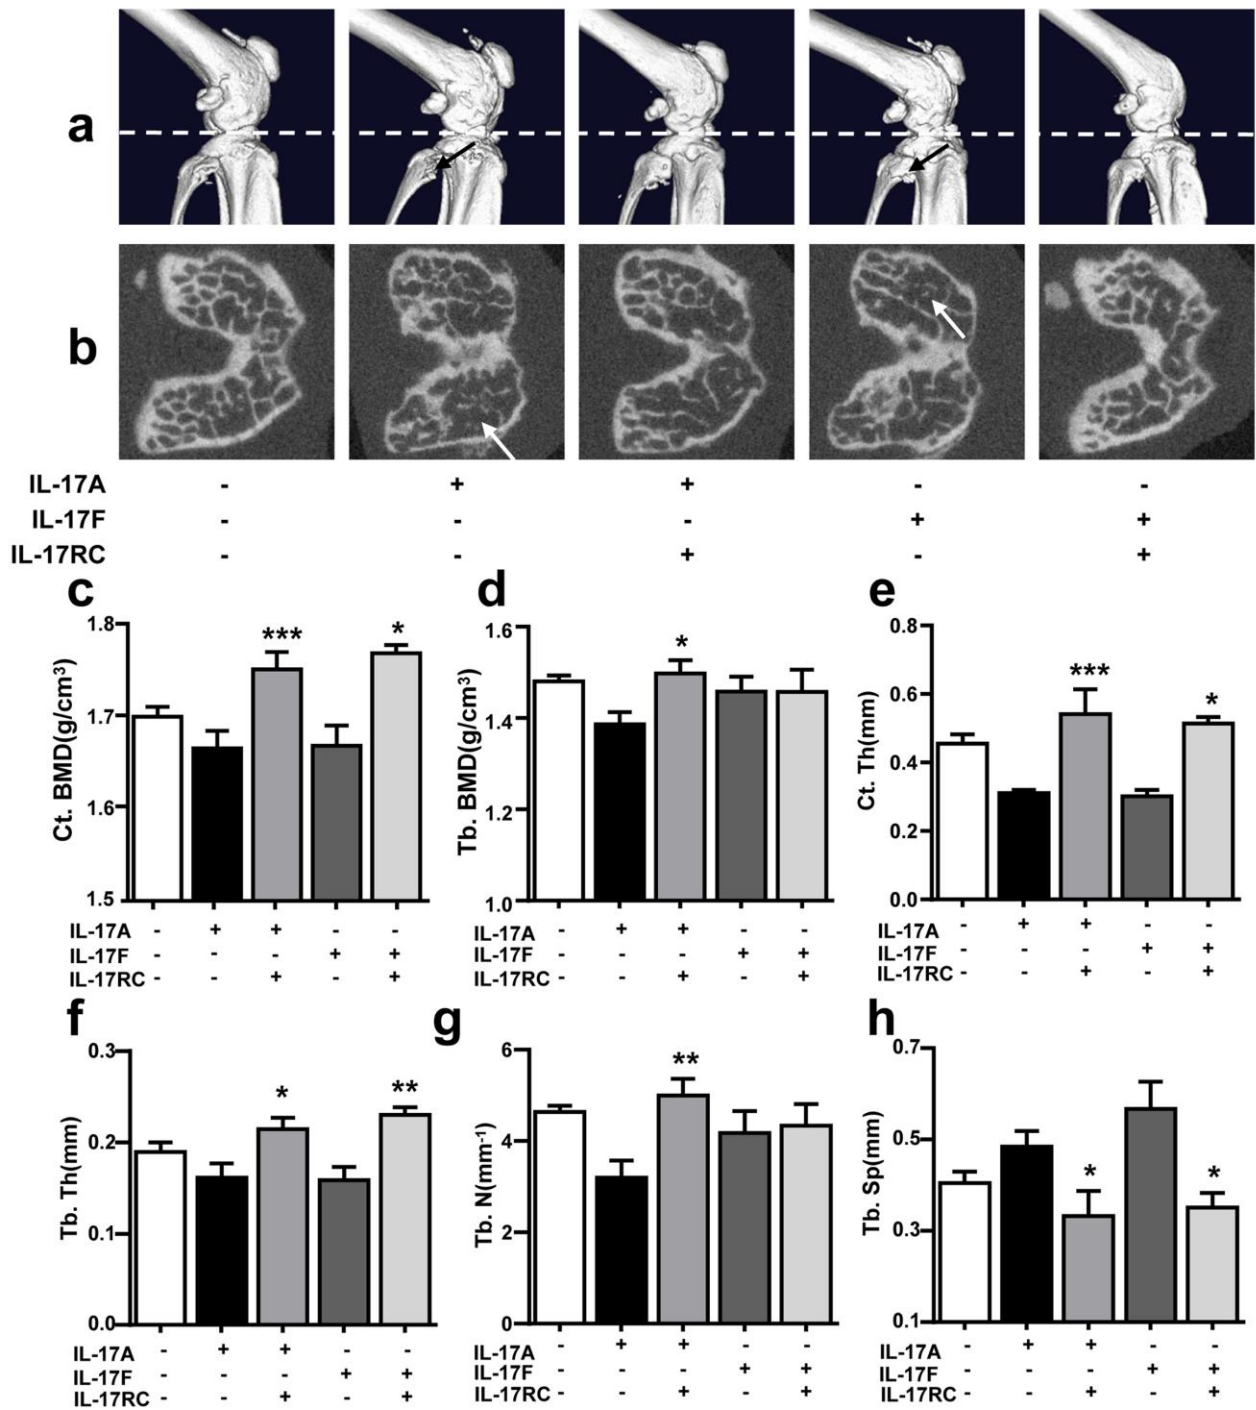 a
b
IL-17A - + + - -
IL-17F - - - + +
IL-17RC - - + - +
c
Ct. BMD(g/cm³)
1.8
1.7
1.6
1.5
*** *
IL-17A - + + - -
IL-17F - - - + +
IL-17RC - - + - +
d
Tb. BMD(g/cm³)
1.6
1.4
1.2
1.0
*
IL-17A - + + - -
IL-17F - - - + +
IL-17RC - - + - +
e
Ct. Th(mm)
0.8
0.6
0.4
0.2
0.0
*** *
IL-17A - + + - -
IL-17F - - - + +
IL-17RC - - + - +
f
Tb. Th(mm)
0.3
0.2
0.1
0.0
* **
IL-17A - + + - -
IL-17F - - - + +
IL-17RC - - + - +
g
Tb. N(mm⁻¹)
6
4
2
0
**
IL-17A - + + - -
IL-17F - - - + +
IL-17RC - - + - +
h
Tb. Sp(mm)
0.7
0.5
0.3
0.1
* *
IL-17A - + + - -
IL-17F - - - + +
IL-17RC - - + - +